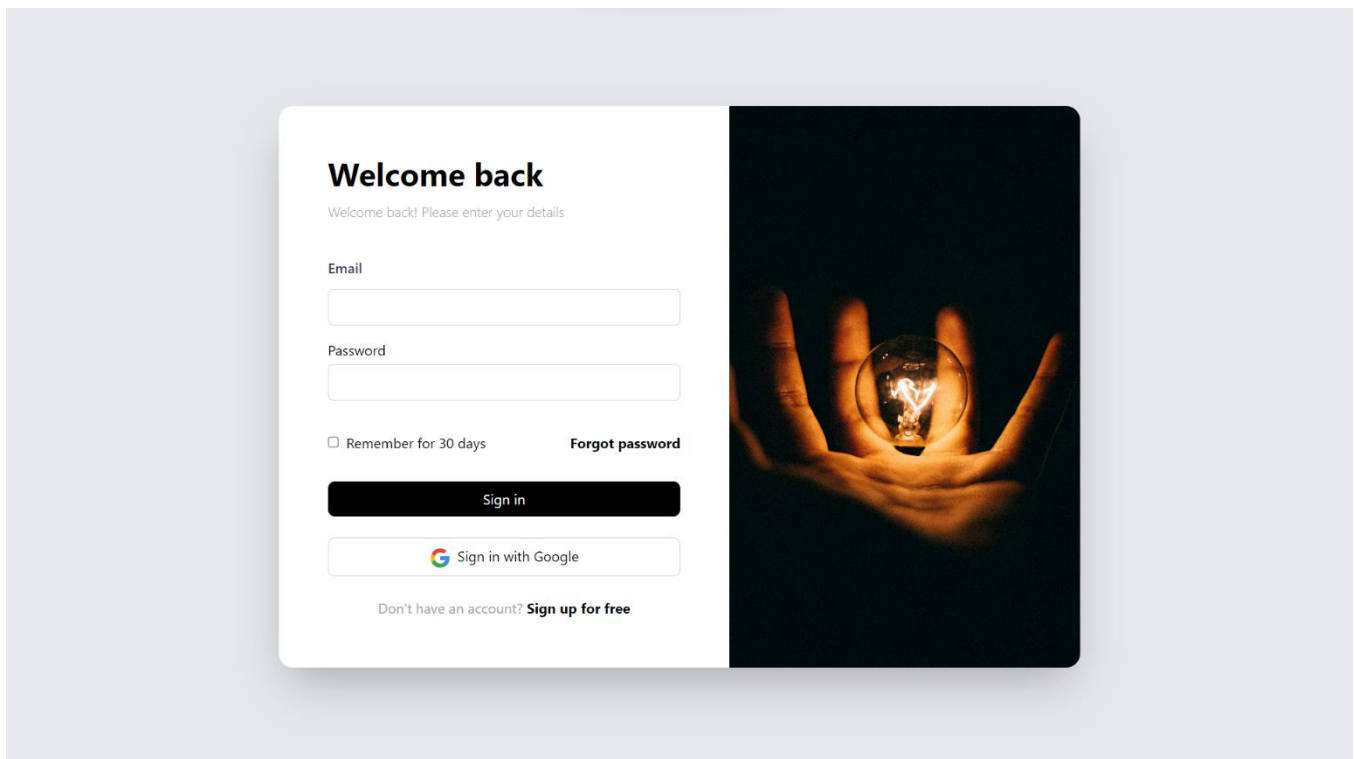 Welcome back
Welcome back! Please enter your details
Email
Password
Remember for 30 days Forgot password
Sign in
Sign in with Google
Don't have an account? Sign up for free